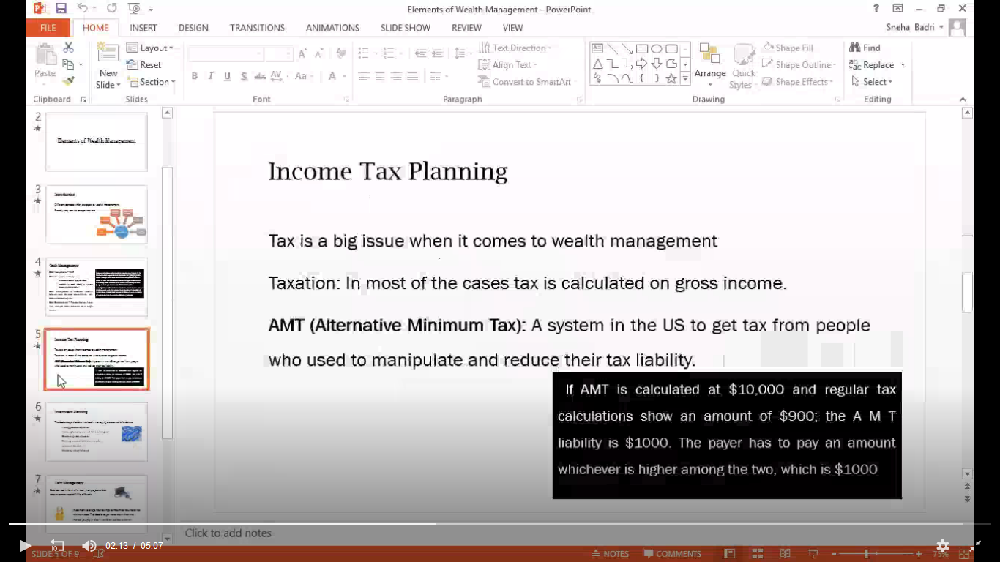 Elements of Wealth Management - PowerPoint
FILE HOME INSERT DESIGN TRANSITIONS ANIMATIONS SLIDE SHOW REVIEW VIEW
Sneha Badri
Paste
New
Slide
Layout
Reset
Section
B I U S abc AV Aa A
Text Direction
Align Text
Convert to SmartArt
Arrange
Quick
Styles
Shape Fill
Shape Outline
Shape Effects
Find
Replace
Select
Clipboard Slides Font Paragraph Drawing Editing
2
Elements of Wealth Management
3
Introduction
4
Cash Management
5
Income Tax Planning
6
Investment Planning
7
Debt Management
Income Tax Planning
Tax is a big issue when it comes to wealth management
Taxation: In most of the cases tax is calculated on gross income.
AMT (Alternative Minimum Tax): A system in the US to get tax from people
who used to manipulate and reduce their tax liability.
If AMT is calculated at $10,000 and regular tax
calculations show an amount of $900; the A M T
liability is $1000. The payer has to pay an amount
whichever is higher among the two, which is $1000
Click to add notes
10
02:13 / 05:07
SLIDE 5 OF 9
NOTES COMMENTS
75%